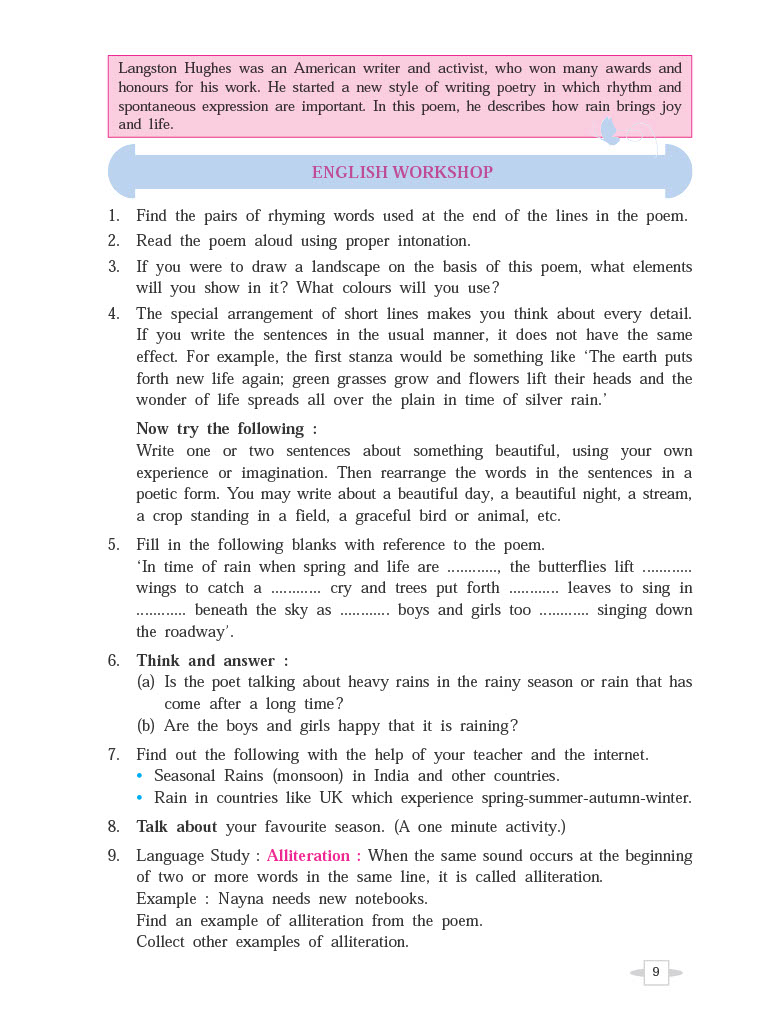 Langston Hughes was an American writer and activist, who won many awards and
honours for his work. He started a new style of writing poetry in which rhythm and
spontaneous expression are important. In this poem, he describes how rain brings joy
and life.
ENGLISH WORKSHOP
1. Find the pairs of rhyming words used at the end of the lines in the poem.
2. Read the poem aloud using proper intonation.
3. If you were to draw a landscape on the basis of this poem, what elements
will you show in it? What colours will you use?
4. The special arrangement of short lines makes you think about every detail.
If you write the sentences in the usual manner, it does not have the same
effect. For example, the first stanza would be something like ‘The earth puts
forth new life again; green grasses grow and flowers lift their heads and the
wonder of life spreads all over the plain in time of silver rain.’
Now try the following :
Write one or two sentences about something beautiful, using your own
experience or imagination. Then rearrange the words in the sentences in a
poetic form. You may write about a beautiful day, a beautiful night, a stream,
a crop standing in a field, a graceful bird or animal, etc.
5. Fill in the following blanks with reference to the poem.
‘In time of rain when spring and life are ............, the butterflies lift ............
wings to catch a ............ cry and trees put forth ............ leaves to sing in
............ beneath the sky as ............ boys and girls too ............ singing down
the roadway’.
6. Think and answer :
(a) Is the poet talking about heavy rains in the rainy season or rain that has
come after a long time?
(b) Are the boys and girls happy that it is raining?
7. Find out the following with the help of your teacher and the internet.
• Seasonal Rains (monsoon) in India and other countries.
• Rain in countries like UK which experience spring-summer-autumn-winter.
8. Talk about your favourite season. (A one minute activity.)
9. Language Study : Alliteration : When the same sound occurs at the beginning
of two or more words in the same line, it is called alliteration.
Example : Nayna needs new notebooks.
Find an example of alliteration from the poem.
Collect other examples of alliteration.
9